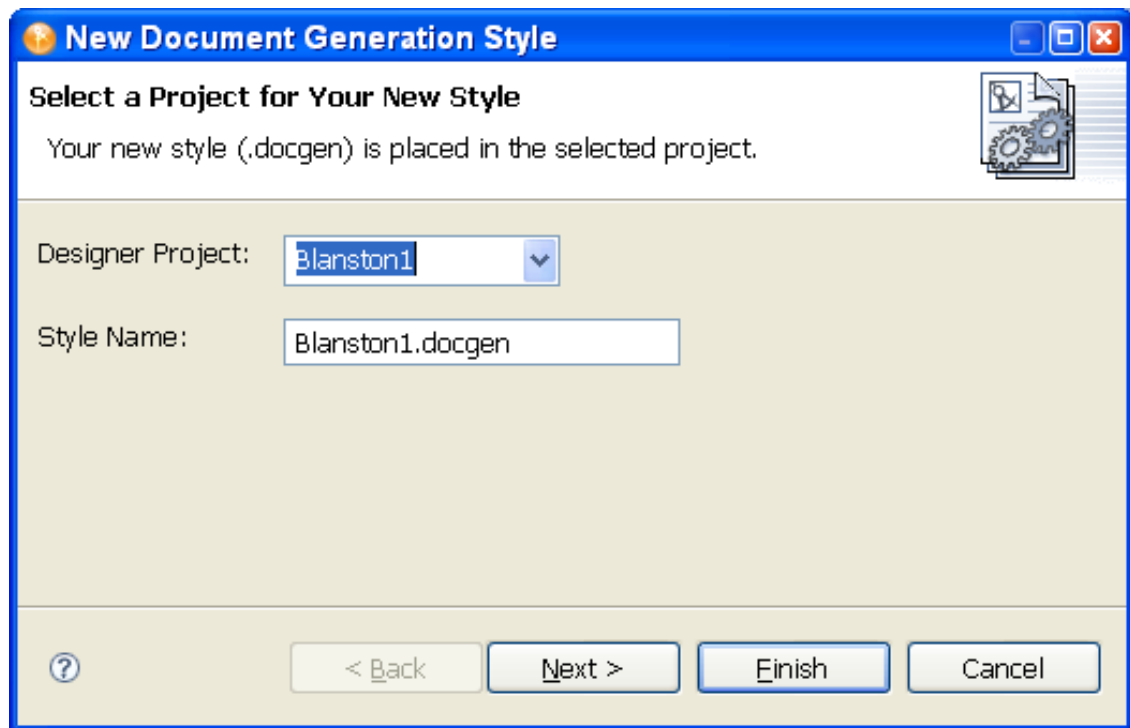 New Document Generation Style
Select a Project for Your New Style
Your new style (.docgen) is placed in the selected project.
Designer Project: Blanston1
Style Name: Blanston1.docgen
? < Back Next > Finish Cancel